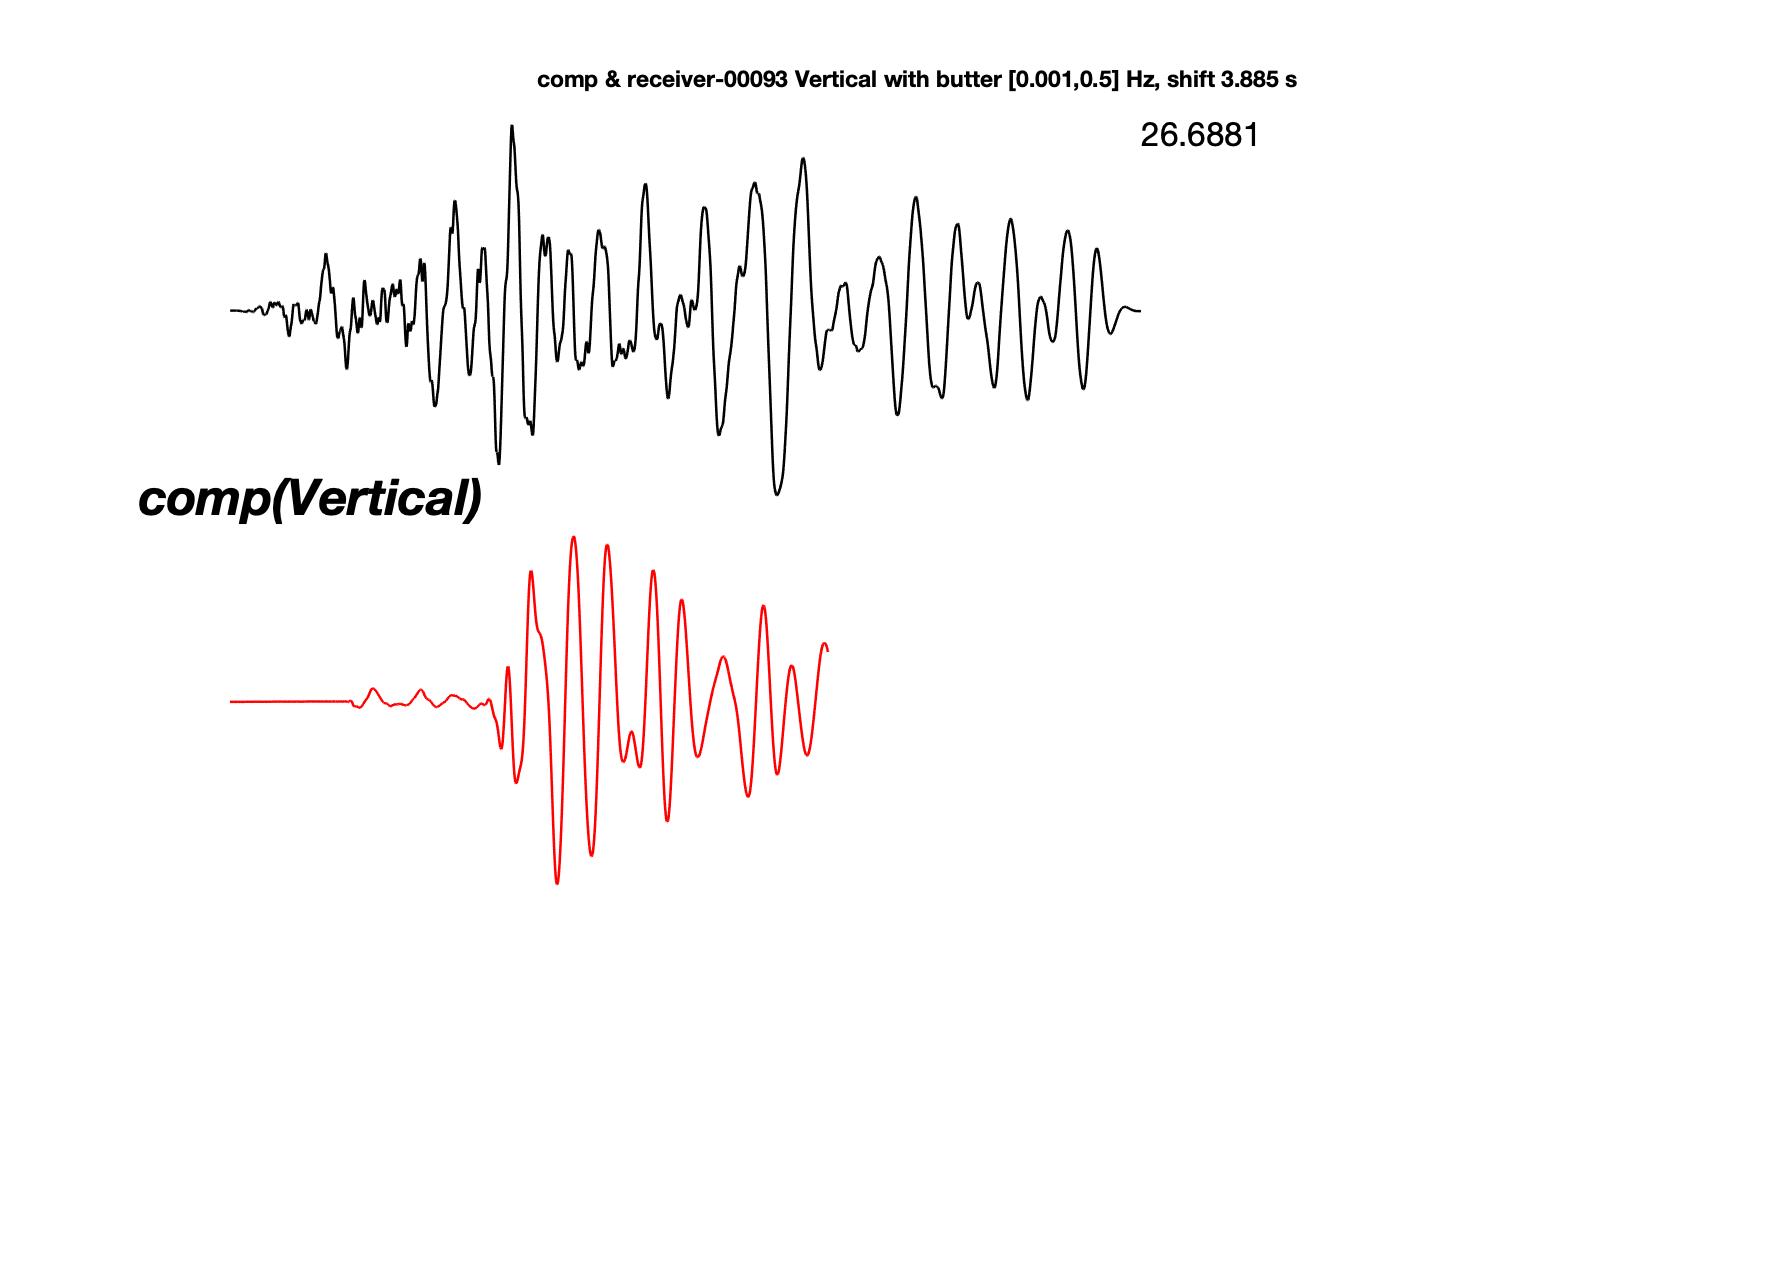 comp & receiver-00093 Vertical with butter [0.001,0.5] Hz, shift 3.885 s
26.6881
comp(Vertical)